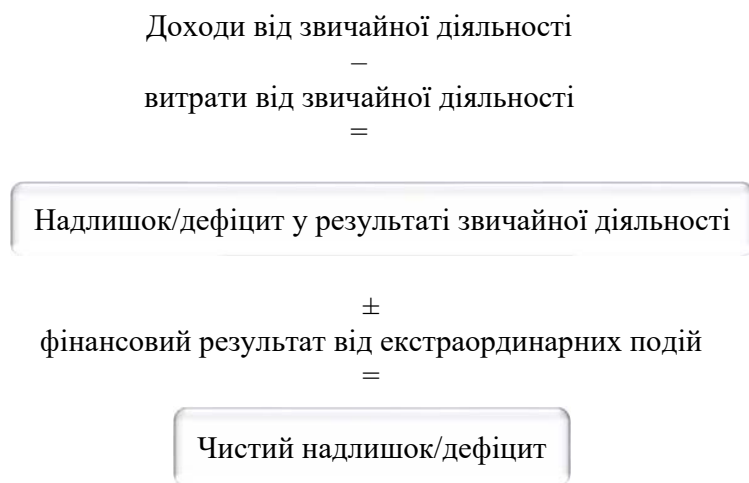 Доходи від звичайної діяльності
–
витрати від звичайної діяльності
=
Надлишок/дефіцит у результаті звичайної діяльності
±
фінансовий результат від екстраординарних подій
=
Чистий надлишок/дефіцит